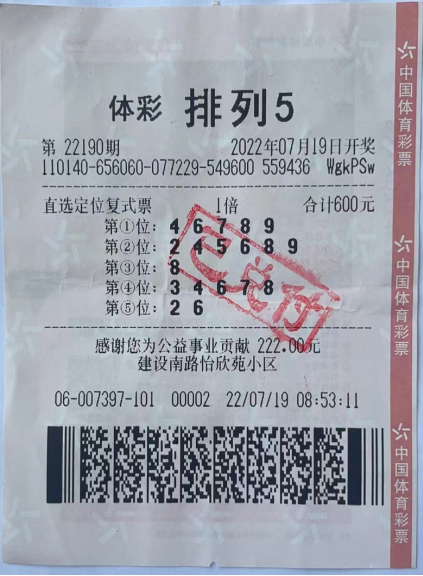 体彩 排列5
第 22190期 2022年07月19日开奖
110140-656060-077229-549600 559436 WgkPSw
直选定位复式票 1倍 合计600元
第①位: 4 6 7 8 9
第②位: 2 4 5 6 8 9
第③位: 8
第④位: 3 4 6 7 8
第⑤位: 2 6
已兑付
感谢您为公益事业贡献 222.00元
建设南路怡欣苑小区
06-007397-101 00002 22/07/19 08:53:11
中国体育彩票
中国体育彩票
中国体育彩票